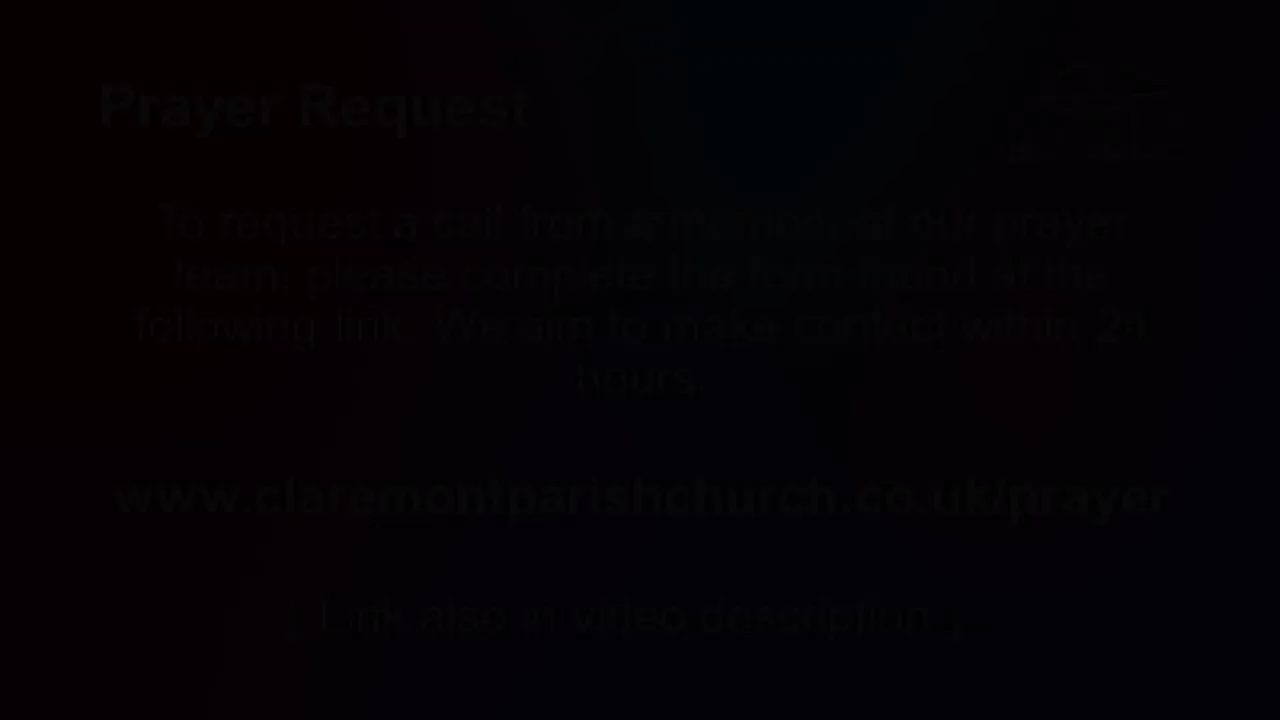 Prayer Request
To request a call from a member of our prayer
team, please complete the form found at the
following link. We aim to make contact within 24
hours.
www.claremontparishchurch.co.uk/prayer
Link also in video description